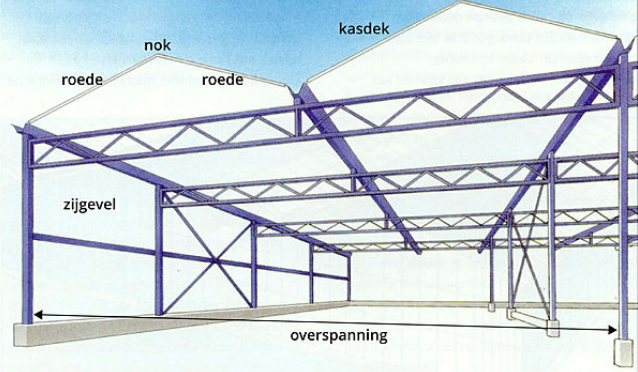 kasdek
nok
roede
roede
zijgevel
overspanning